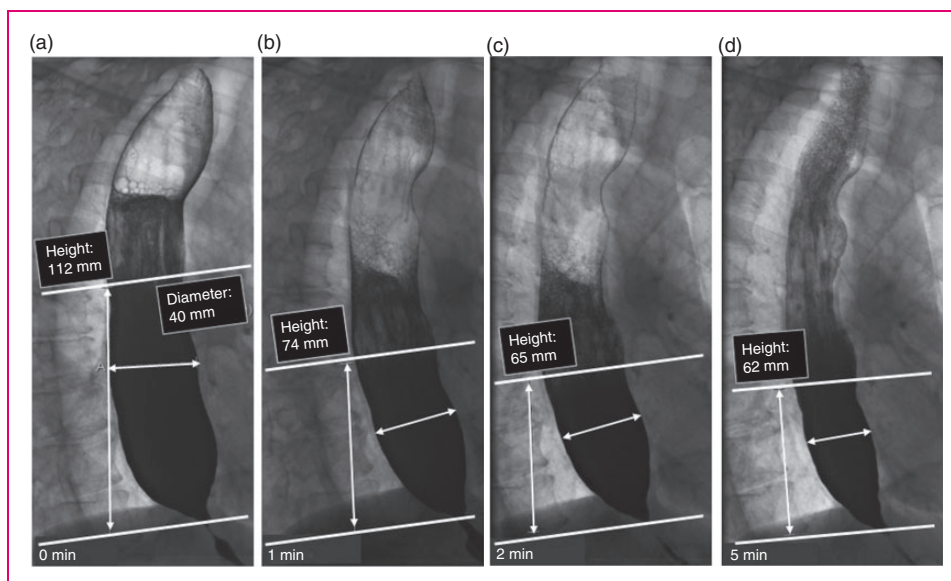 (a)
(b)
(c)
(d)
Height:
112 mm
Diameter:
40 mm
A
0 min
Height:
74 mm
1 min
Height:
65 mm
2 min
Height:
62 mm
5 min